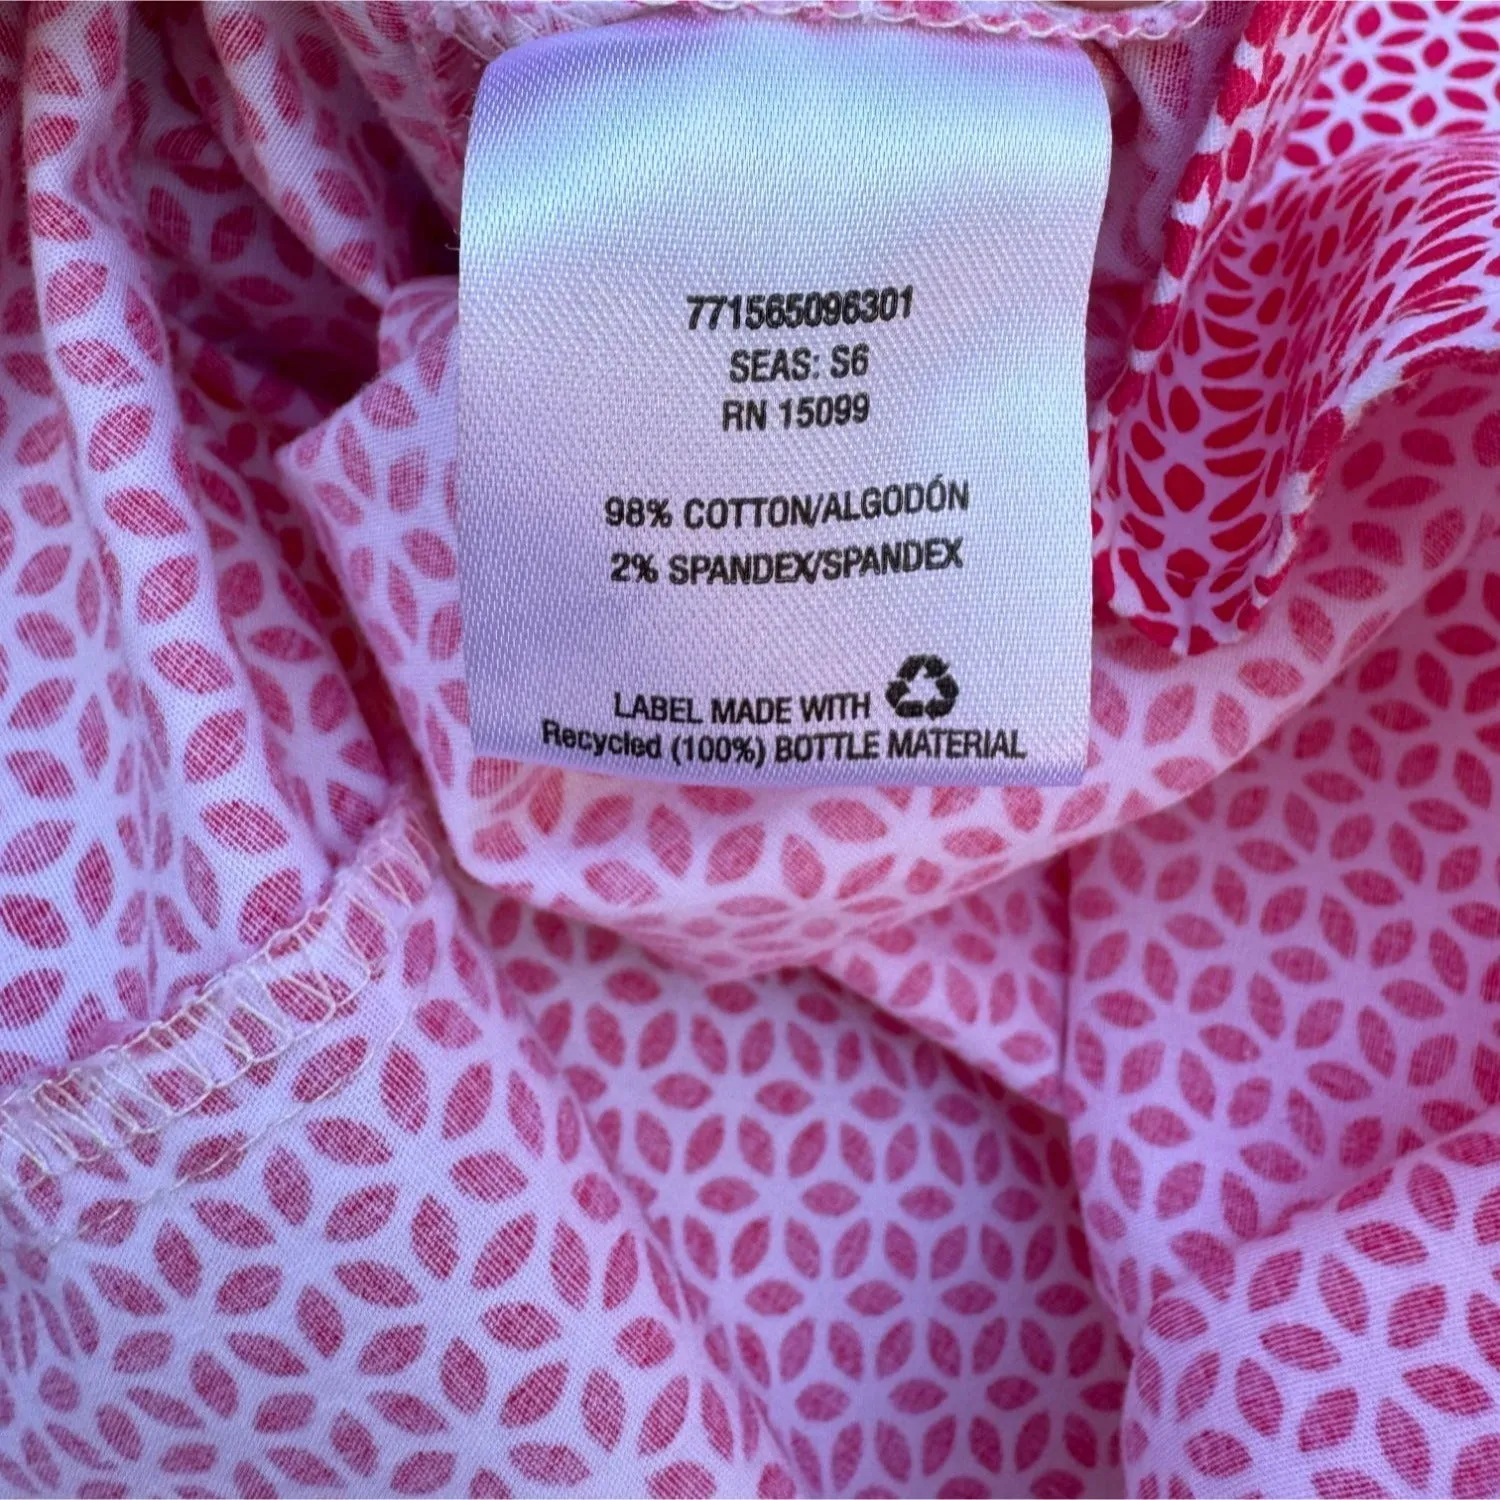 771565096301
SEAS: S6
RN 15099
98% COTTON/ALGODÓN
2% SPANDEX/SPANDEX
LABEL MADE WITH
Recycled (100%) BOTTLE MATERIAL